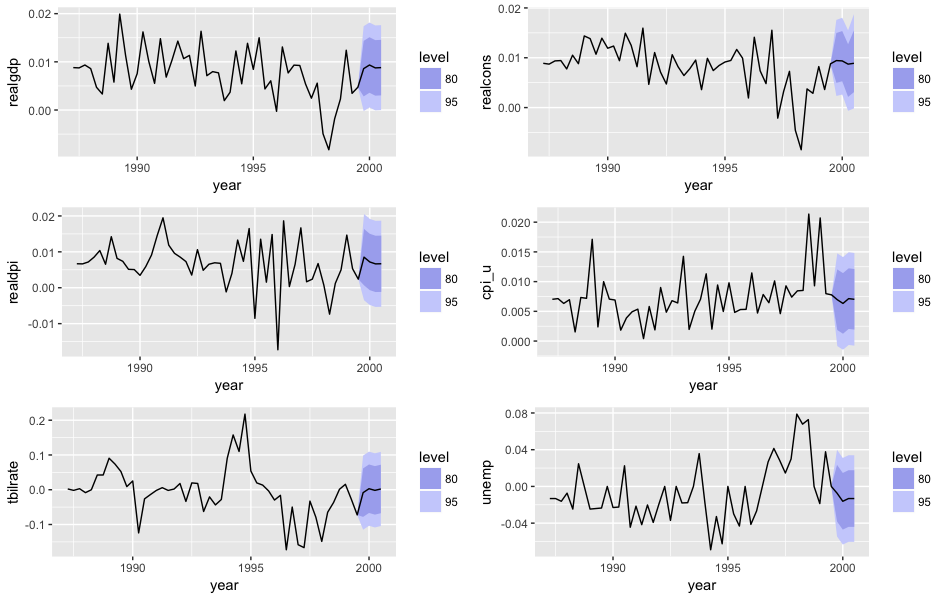 realgdp
0.02
0.01
0.00
1990
1995
2000
year
level
80
95
realcons
0.02
0.01
0.00
1990
1995
2000
year
level
80
95
realdpi
0.02
0.01
0.00
-0.01
1990
1995
2000
year
level
80
95
cpi_u
0.020
0.015
0.010
0.005
0.000
1990
1995
2000
year
level
80
95
tbilrate
0.2
0.1
0.0
-0.1
1990
1995
2000
year
level
80
95
unemp
0.08
0.04
0.00
-0.04
1990
1995
2000
year
level
80
95